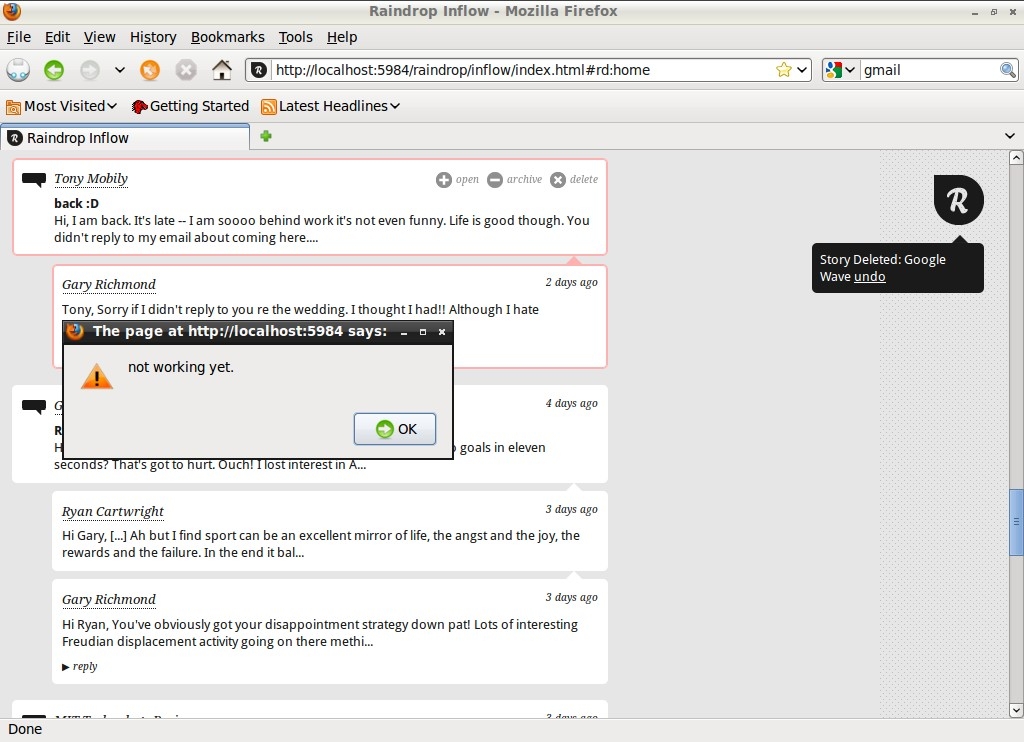 Raindrop Inflow - Mozilla Firefox
File Edit View History Bookmarks Tools Help
http://localhost:5984/raindrop/inflow/index.html#rd:home
gmail
Most Visited Getting Started Latest Headlines
Raindrop Inflow
Tony Mobily
open archive delete
back :D
Hi, I am back. It's late -- I am soooo behind work it's not even funny. Life is good though. You
didn't reply to my email about coming here....
Story Deleted: Google
Wave undo
Gary Richmond
2 days ago
Tony, Sorry if I didn't reply to you re the wedding. I thought I had!! Although I hate
The page at http://localhost:5984 says:
not working yet.
OK
4 days ago
goals in eleven
seconds? That's got to hurt. Ouch! I lost interest in A...
Ryan Cartwright
3 days ago
Hi Gary, [...] Ah but I find sport can be an excellent mirror of life, the angst and the joy, the
rewards and the failure. In the end it bal...
Gary Richmond
3 days ago
Hi Ryan, You've obviously got your disappointment strategy down pat! Lots of interesting
Freudian displacement activity going on there methi...
reply
3 days ago
Done